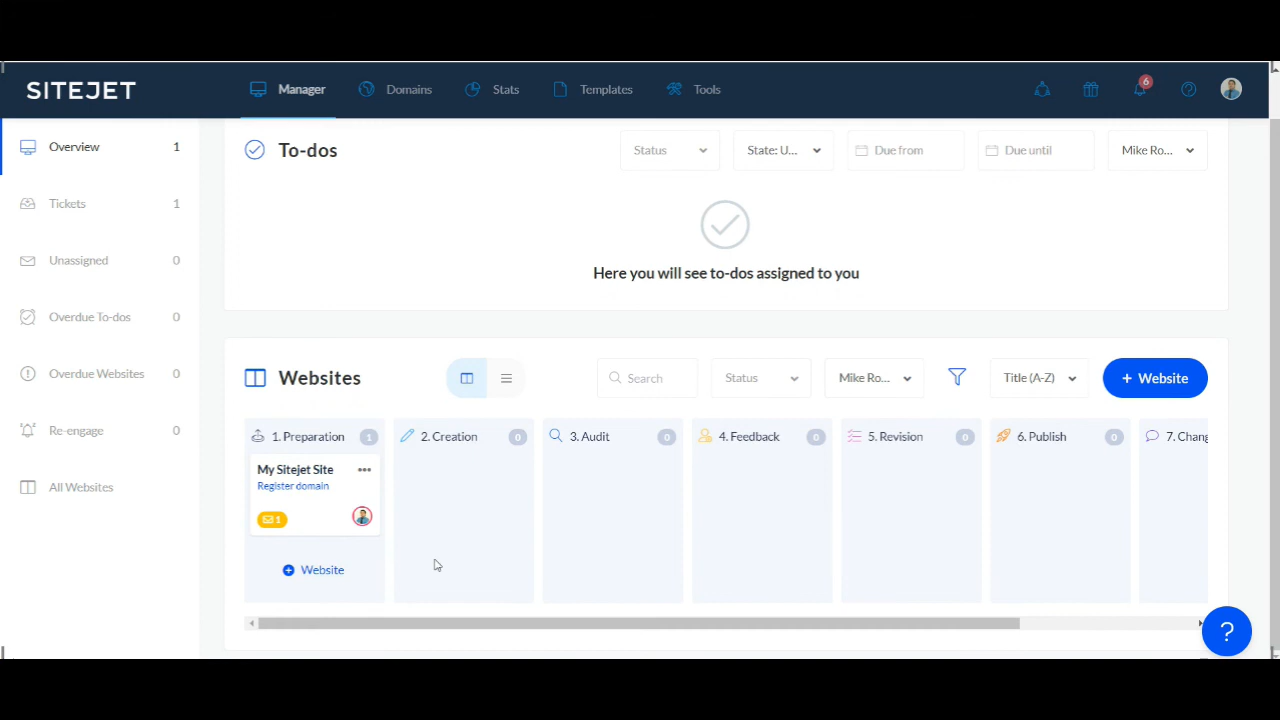 SITEJET
Manager
Domains
Stats
Templates
Tools
6
Overview 1
Tickets 1
Unassigned 0
Overdue To-dos 0
Overdue Websites 0
Re-engage 0
All Websites
To-dos
Status
State: U...
Due from
Due until
Mike Ro...
Here you will see to-dos assigned to you
Websites
Search
Status
Mike Ro...
Title (A-Z)
+ Website
1. Preparation 1
2. Creation 0
3. Audit 0
4. Feedback 0
5. Revision 0
6. Publish 0
7. Chang
My Sitejet Site
Register domain
1
Website
?